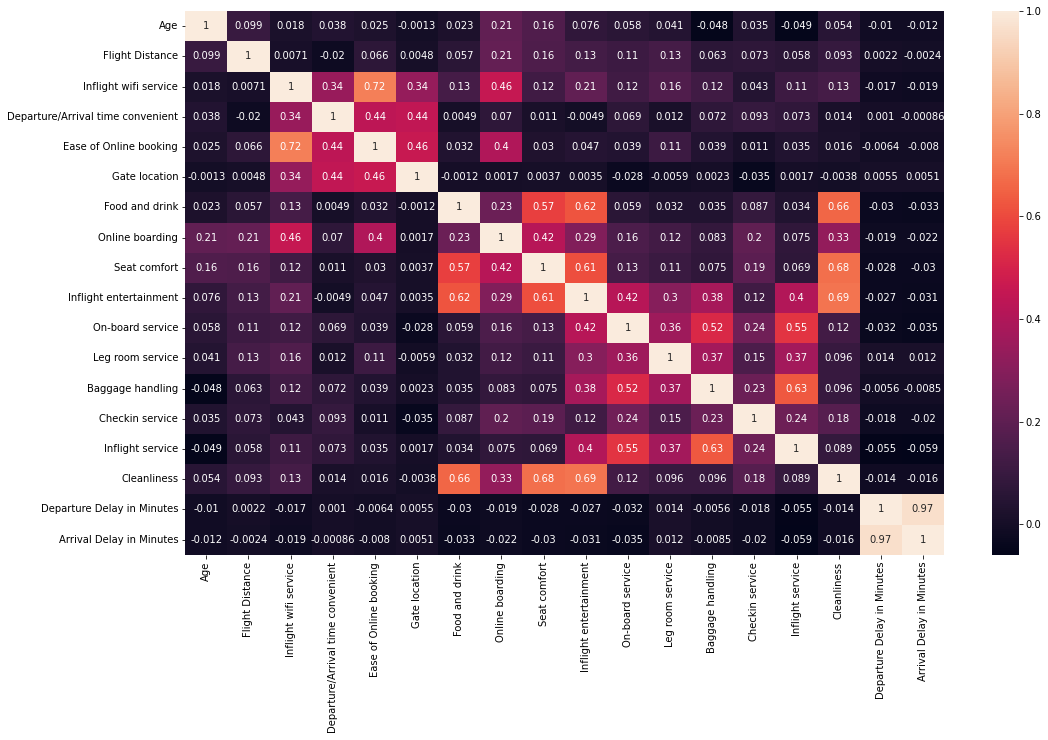 Age 1 0.099 0.018 0.038 0.025 -0.0013 0.023 0.21 0.16 0.076 0.058 0.041 -0.048 0.035 -0.049 0.054 -0.01 -0.012
Flight Distance 0.099 1 0.0071 -0.02 0.066 0.0048 0.057 0.21 0.16 0.13 0.11 0.13 0.063 0.073 0.058 0.093 0.0022 -0.0024
Inflight wifi service 0.018 0.0071 1 0.34 0.72 0.34 0.13 0.46 0.12 0.21 0.12 0.16 0.12 0.043 0.11 0.13 -0.017 -0.019
Departure/Arrival time convenient 0.038 -0.02 0.34 1 0.44 0.44 0.0049 0.07 0.011 -0.0049 0.069 0.012 0.072 0.093 0.073 0.014 0.001 -0.00086
Ease of Online booking 0.025 0.066 0.72 0.44 1 0.46 0.032 0.4 0.03 0.047 0.039 0.11 0.039 0.011 0.035 0.016 -0.0064 -0.008
Gate location -0.0013 0.0048 0.34 0.44 0.46 1 -0.0012 0.0017 0.0037 0.0035 -0.028 -0.0059 0.0023 -0.035 0.0017 -0.0038 0.0055 0.0051
Food and drink 0.023 0.057 0.13 0.0049 0.032 -0.0012 1 0.23 0.57 0.62 0.059 0.032 0.035 0.087 0.034 0.66 -0.03 -0.033
Online boarding 0.21 0.21 0.46 0.07 0.4 0.0017 0.23 1 0.42 0.29 0.16 0.12 0.083 0.2 0.075 0.33 -0.019 -0.022
Seat comfort 0.16 0.16 0.12 0.011 0.03 0.0037 0.57 0.42 1 0.61 0.13 0.11 0.075 0.19 0.069 0.68 -0.028 -0.03
Inflight entertainment 0.076 0.13 0.21 -0.0049 0.047 0.0035 0.62 0.29 0.61 1 0.42 0.3 0.38 0.12 0.4 0.69 -0.027 -0.031
On-board service 0.058 0.11 0.12 0.069 0.039 -0.028 0.059 0.16 0.13 0.42 1 0.36 0.52 0.24 0.55 0.12 -0.032 -0.035
Leg room service 0.041 0.13 0.16 0.012 0.11 -0.0059 0.032 0.12 0.11 0.3 0.36 1 0.37 0.15 0.37 0.096 0.014 0.012
Baggage handling -0.048 0.063 0.12 0.072 0.039 0.0023 0.035 0.083 0.075 0.38 0.52 0.37 1 0.23 0.63 0.096 -0.0056 -0.0085
Checkin service 0.035 0.073 0.043 0.093 0.011 -0.035 0.087 0.2 0.19 0.12 0.24 0.15 0.23 1 0.24 0.18 -0.018 -0.02
Inflight service -0.049 0.058 0.11 0.073 0.035 0.0017 0.034 0.075 0.069 0.4 0.55 0.37 0.63 0.24 1 0.089 -0.055 -0.059
Cleanliness 0.054 0.093 0.13 0.014 0.016 -0.0038 0.66 0.33 0.68 0.69 0.12 0.096 0.096 0.18 0.089 1 -0.014 -0.016
Departure Delay in Minutes -0.01 0.0022 -0.017 0.001 -0.0064 0.0055 -0.03 -0.019 -0.028 -0.027 -0.032 0.014 -0.0056 -0.018 -0.055 -0.014 1 0.97
Arrival Delay in Minutes -0.012 -0.0024 -0.019 -0.00086 -0.008 0.0051 -0.033 -0.022 -0.03 -0.031 -0.035 0.012 -0.0085 -0.02 -0.059 -0.016 0.97 1
Age
Flight Distance
Inflight wifi service
Departure/Arrival time convenient
Ease of Online booking
Gate location
Food and drink
Online boarding
Seat comfort
Inflight entertainment
On-board service
Leg room service
Baggage handling
Checkin service
Inflight service
Cleanliness
Departure Delay in Minutes
Arrival Delay in Minutes
1.0
0.8
0.6
0.4
0.2
0.0